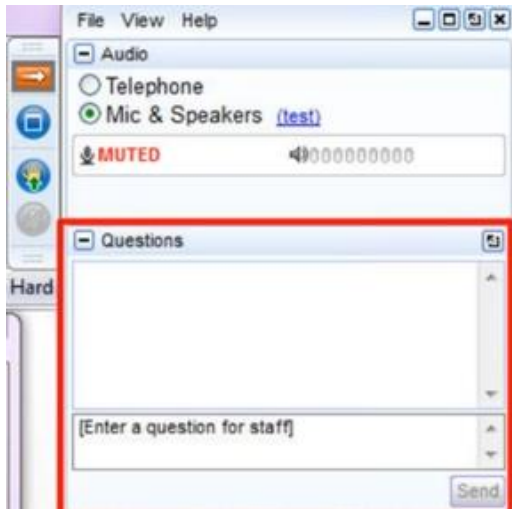 File View Help
Audio
Telephone
Mic & Speakers (test)
MUTED
Questions
Hard
[Enter a question for staff]
Send